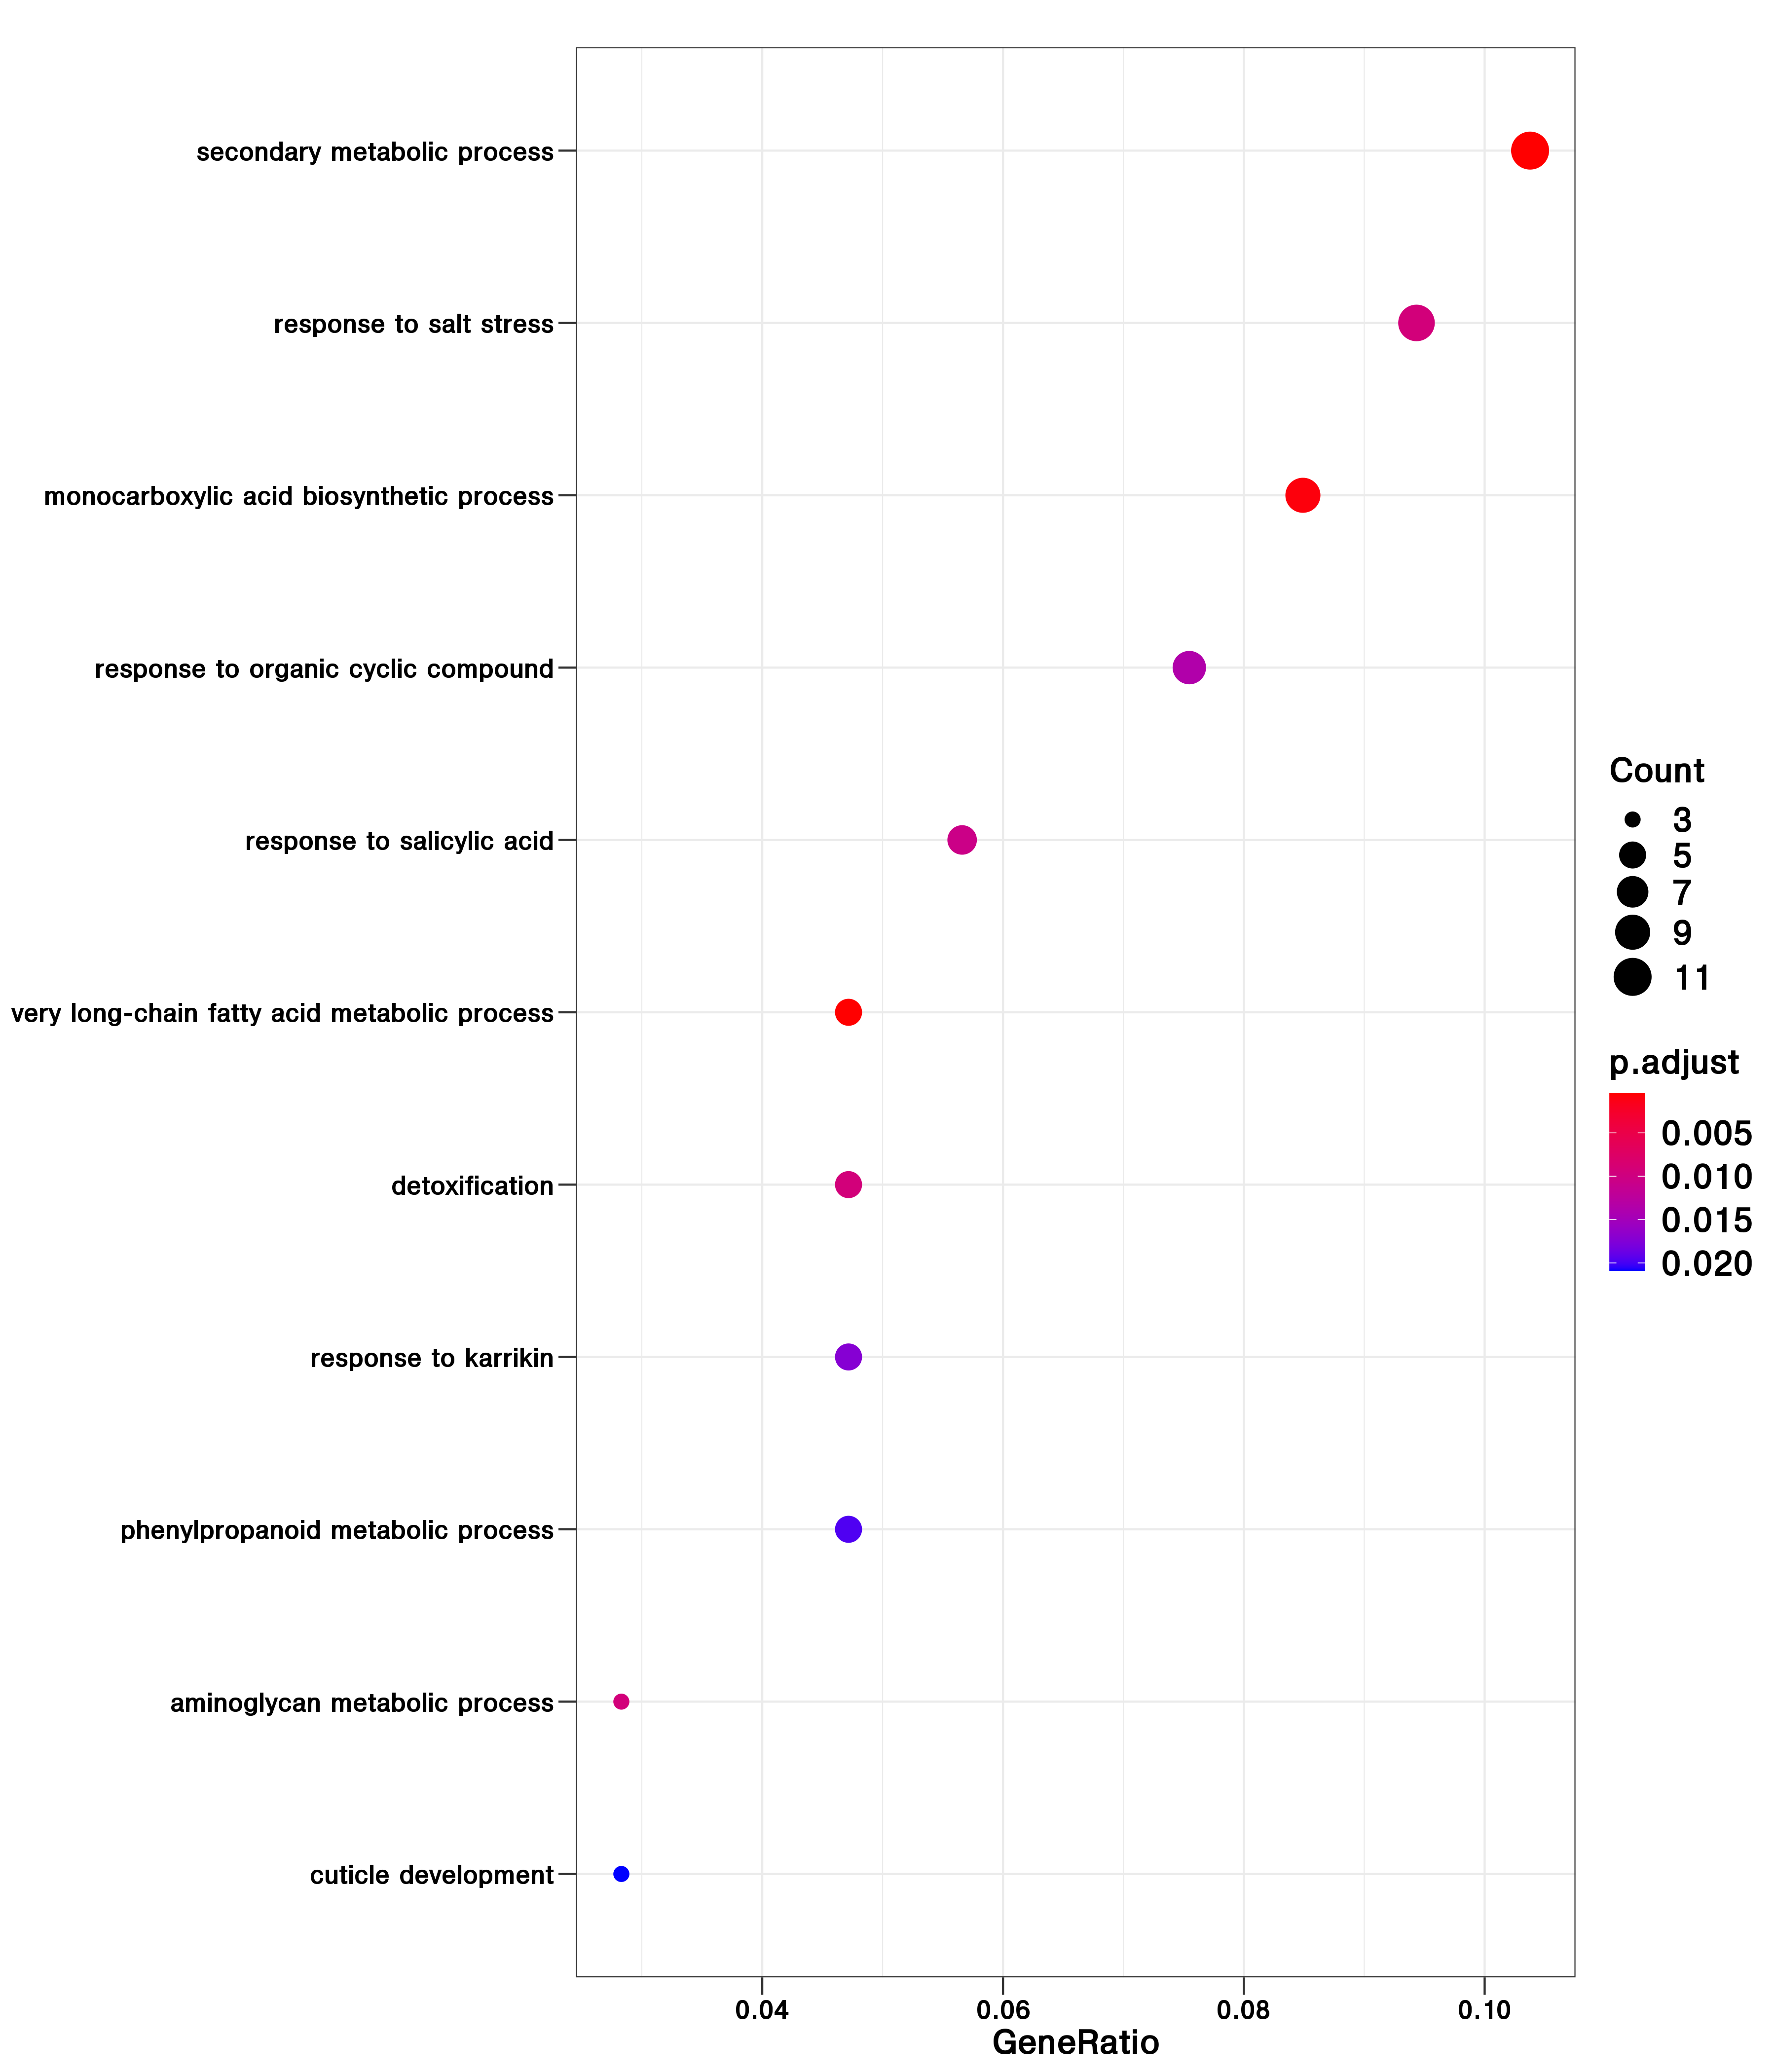 secondary metabolic process
response to salt stress
monocarboxylic acid biosynthetic process
response to organic cyclic compound
response to salicylic acid
very long-chain fatty acid metabolic process
detoxification
response to karrikin
phenylpropanoid metabolic process
aminoglycan metabolic process
cuticle development
0.04 0.06 0.08 0.10
GeneRatio
Count
3
5
7
9
11
p.adjust
0.005
0.010
0.015
0.020